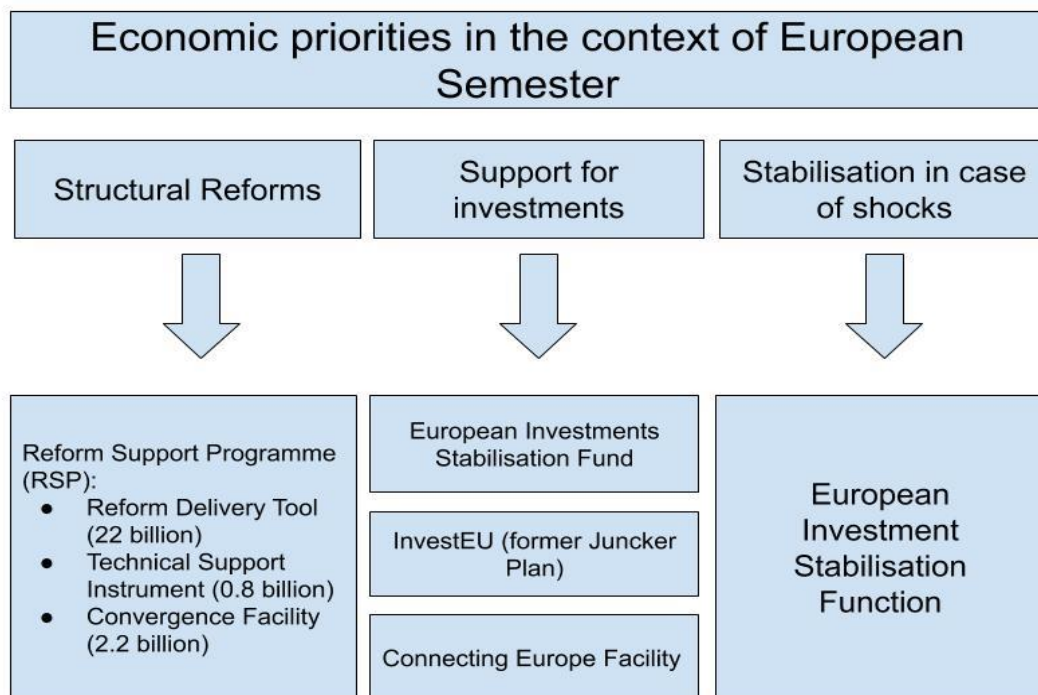 Economic priorities in the context of European
Semester
Structural Reforms
Support for
investments
Stabilisation in case
of shocks
Reform Support Programme
(RSP):
● Reform Delivery Tool
(22 billion)
● Technical Support
Instrument (0.8 billion)
● Convergence Facility
(2.2 billion)
European Investments
Stabilisation Fund
InvestEU (former Juncker
Plan)
Connecting Europe Facility
European
Investment
Stabilisation
Function